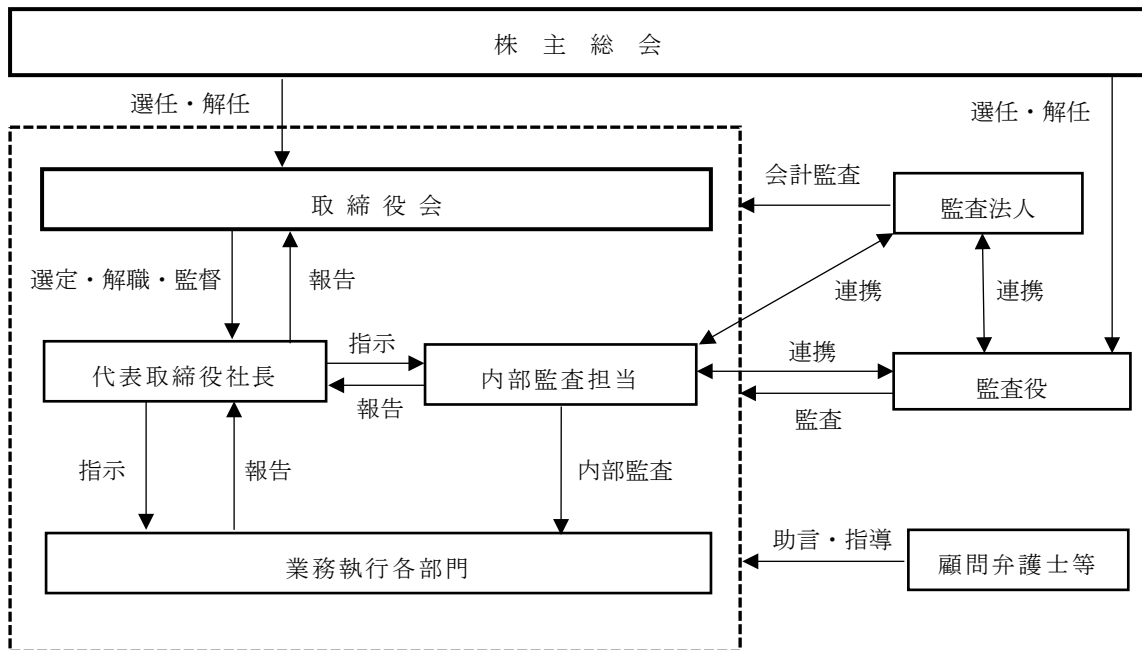 株主総会
選任・解任
選任・解任
取締役会
会計監査
監査法人
選定・解職・監督
報告
連携
連携
代表取締役社長
指示
報告
内部監査担当
連携
監査
監査役
指示
報告
内部監査
業務執行各部門
助言・指導
顧問弁護士等